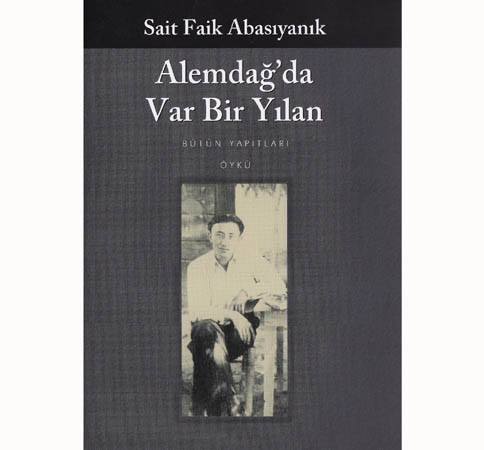 Sait Faik Abasıyanık
Alemdağ'da
Var Bir Yılan
BÜTÜN YAPITLARI
ÖYKÜ